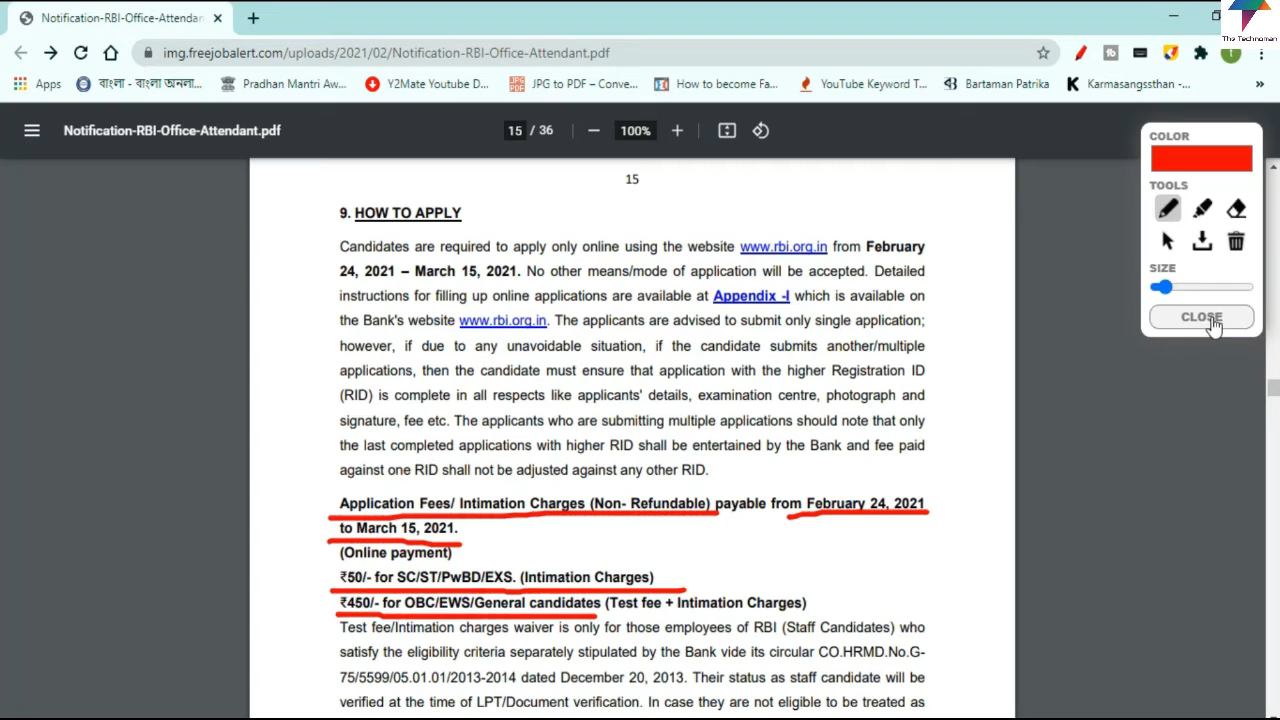 Notification-RBI-Office-Attendan
The Technoman
img.freejobalert.com/uploads/2021/02/Notification-RBI-Office-Attendant.pdf
Apps
বাংলা - বাংলা অনলা...
Pradhan Mantri Aw...
Y2Mate Youtube D...
JPG to PDF – Conve...
How to become Fa...
YouTube Keyword T...
Bartaman Patrika
Karmasangssthan -...
»
Notification-RBI-Office-Attendant.pdf
15 / 36
100%
COLOR
TOOLS
SIZE
CLOSE
15
9. HOW TO APPLY
Candidates are required to apply only online using the website www.rbi.org.in from February
24, 2021 – March 15, 2021. No other means/mode of application will be accepted. Detailed
instructions for filling up online applications are available at Appendix -I which is available on
the Bank's website www.rbi.org.in. The applicants are advised to submit only single application;
however, if due to any unavoidable situation, if the candidate submits another/multiple
applications, then the candidate must ensure that application with the higher Registration ID
(RID) is complete in all respects like applicants' details, examination centre, photograph and
signature, fee etc. The applicants who are submitting multiple applications should note that only
the last completed applications with higher RID shall be entertained by the Bank and fee paid
against one RID shall not be adjusted against any other RID.
Application Fees/ Intimation Charges (Non- Refundable) payable from February 24, 2021
to March 15, 2021.
(Online payment)
₹50/- for SC/ST/PwBD/EXS. (Intimation Charges)
₹450/- for OBC/EWS/General candidates (Test fee + Intimation Charges)
Test fee/Intimation charges waiver is only for those employees of RBI (Staff Candidates) who
satisfy the eligibility criteria separately stipulated by the Bank vide its circular CO.HRMD.No.G-
75/5599/05.01.01/2013-2014 dated December 20, 2013. Their status as staff candidate will be
verified at the time of LPT/Document verification. In case they are not eligible to be treated as